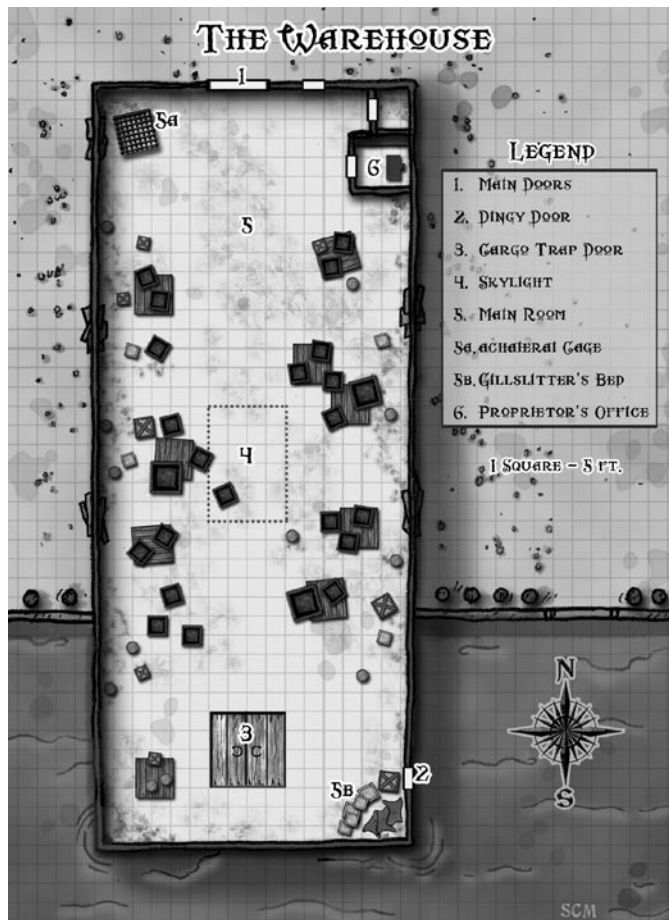 The Warehouse
1
5A
6
5
4
3
5B
2
Legend
1. Main Doors
2. Dingy Door
3. Cargo Trap Door
4. Skylight
5. Main Room
5A. Achaierai Cage
5B. Gillslitter's Bed
6. Proprietor's Office
1 Square - 5 ft.
N
S
SCM